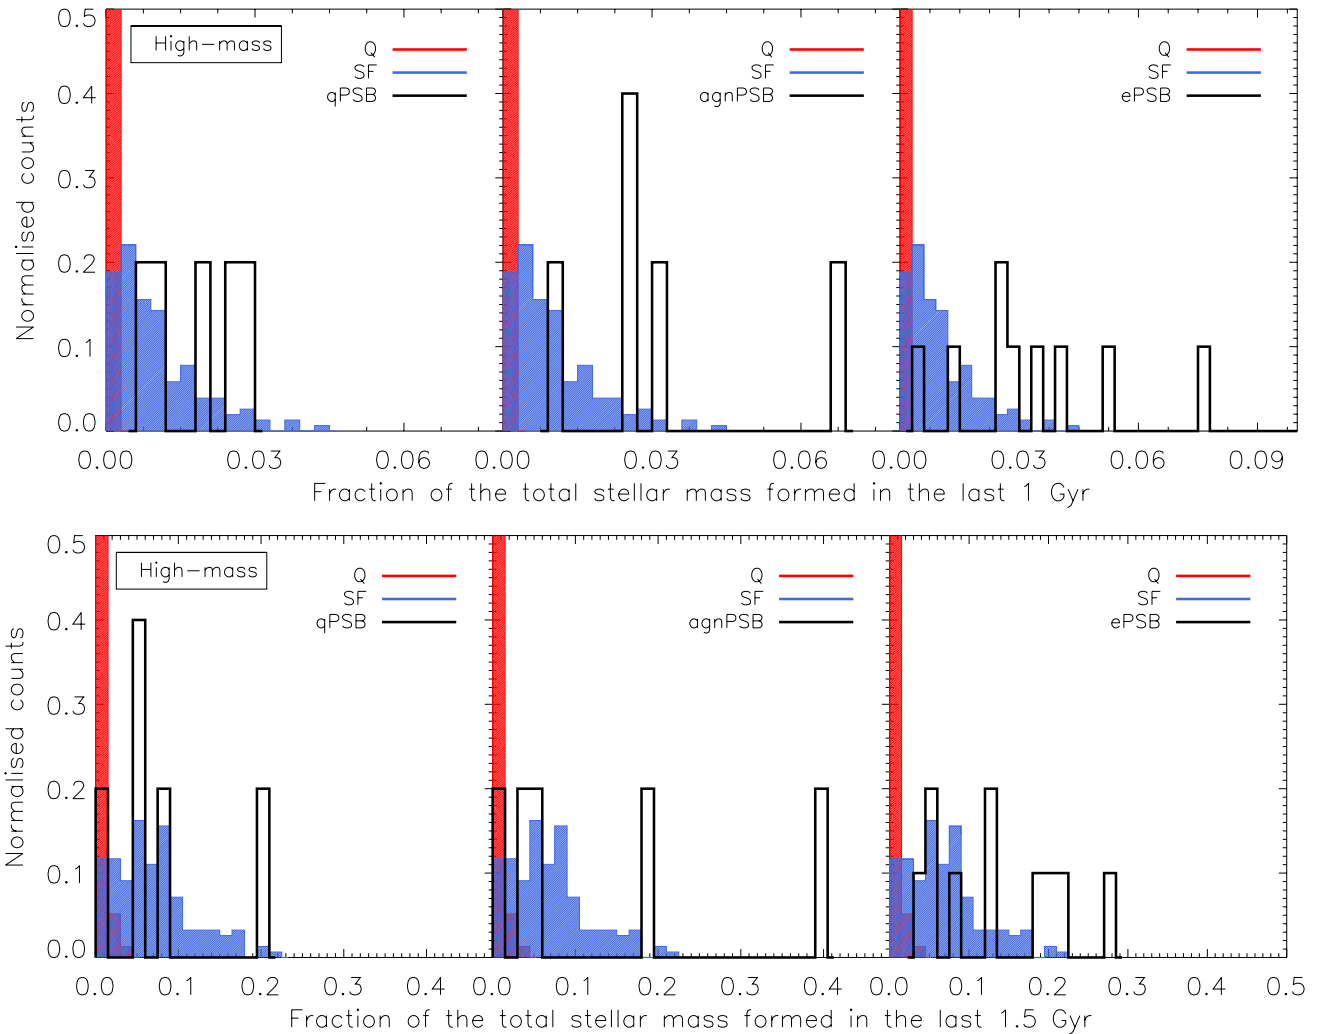 High-mass
Q
SF
qPSB
Q
SF
agnPSB
Q
SF
ePSB
Normalised counts
0.5
0.4
0.3
0.2
0.1
0.0
0.00 0.03 0.06 0.00 0.03 0.06 0.00 0.03 0.06 0.09
Fraction of the total stellar mass formed in the last 1 Gyr
High-mass
Q
SF
qPSB
Q
SF
agnPSB
Q
SF
ePSB
Normalised counts
0.5
0.4
0.3
0.2
0.1
0.0
0.0 0.1 0.2 0.3 0.4 0.0 0.1 0.2 0.3 0.4 0.0 0.1 0.2 0.3 0.4 0.5
Fraction of the total stellar mass formed in the last 1.5 Gyr